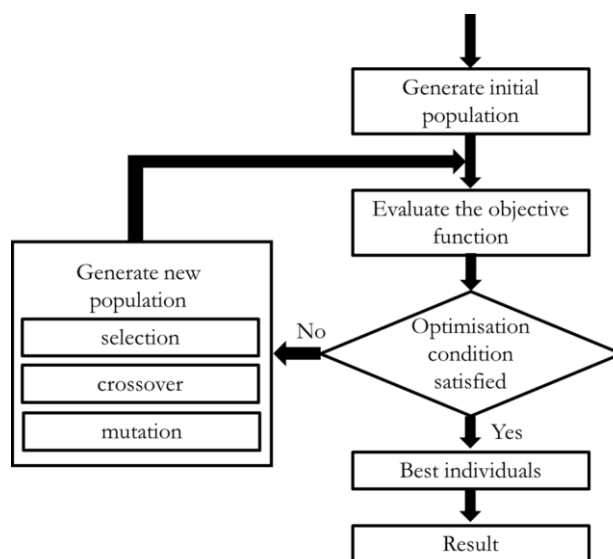 Generate initial
population
Evaluate the objective
function
Generate new
population
selection
crossover
mutation
No
Optimisation
condition
satisfied
Yes
Best individuals
Result